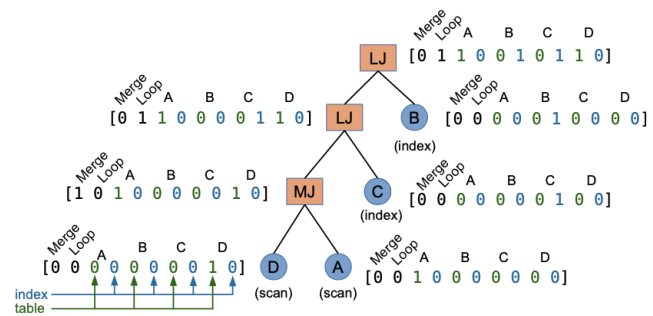 Merge Loop A B C D
LJ [0 1 1 0 0 1 0 1 1 0]
Merge Loop A B C D
[0 1 1 0 0 0 0 1 1 0] LJ
B
(index)
Merge Loop A B C D
[0 0 0 0 0 1 0 0 0 0]
Merge Loop A B C D
[1 0 1 0 0 0 0 0 1 0] MJ
C
(index)
Merge Loop A B C D
[0 0 0 0 0 0 0 1 0 0]
Merge Loop A B C D
[0 0 0 0 0 0 0 0 1 0]
index
table
D
(scan)
A
(scan)
Merge Loop A B C D
[0 0 1 0 0 0 0 0 0 0]